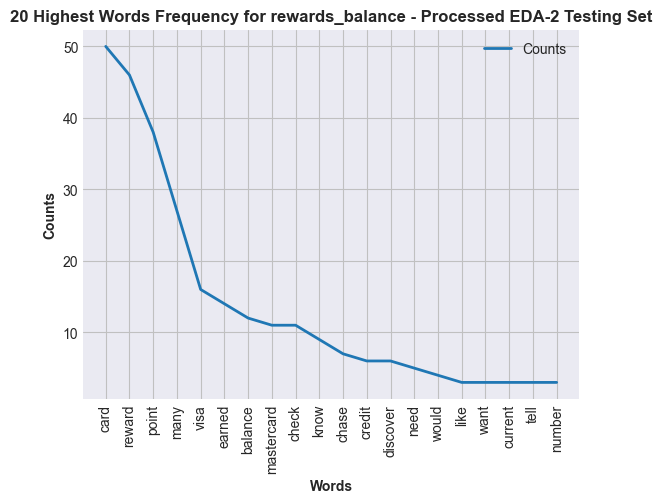 20 Highest Words Frequency for rewards_balance - Processed EDA-2 Testing Set
Counts
50
40
30
20
10
Counts
card
reward
point
many
visa
earned
balance
mastercard
check
know
chase
credit
discover
need
would
like
want
current
tell
number
Words